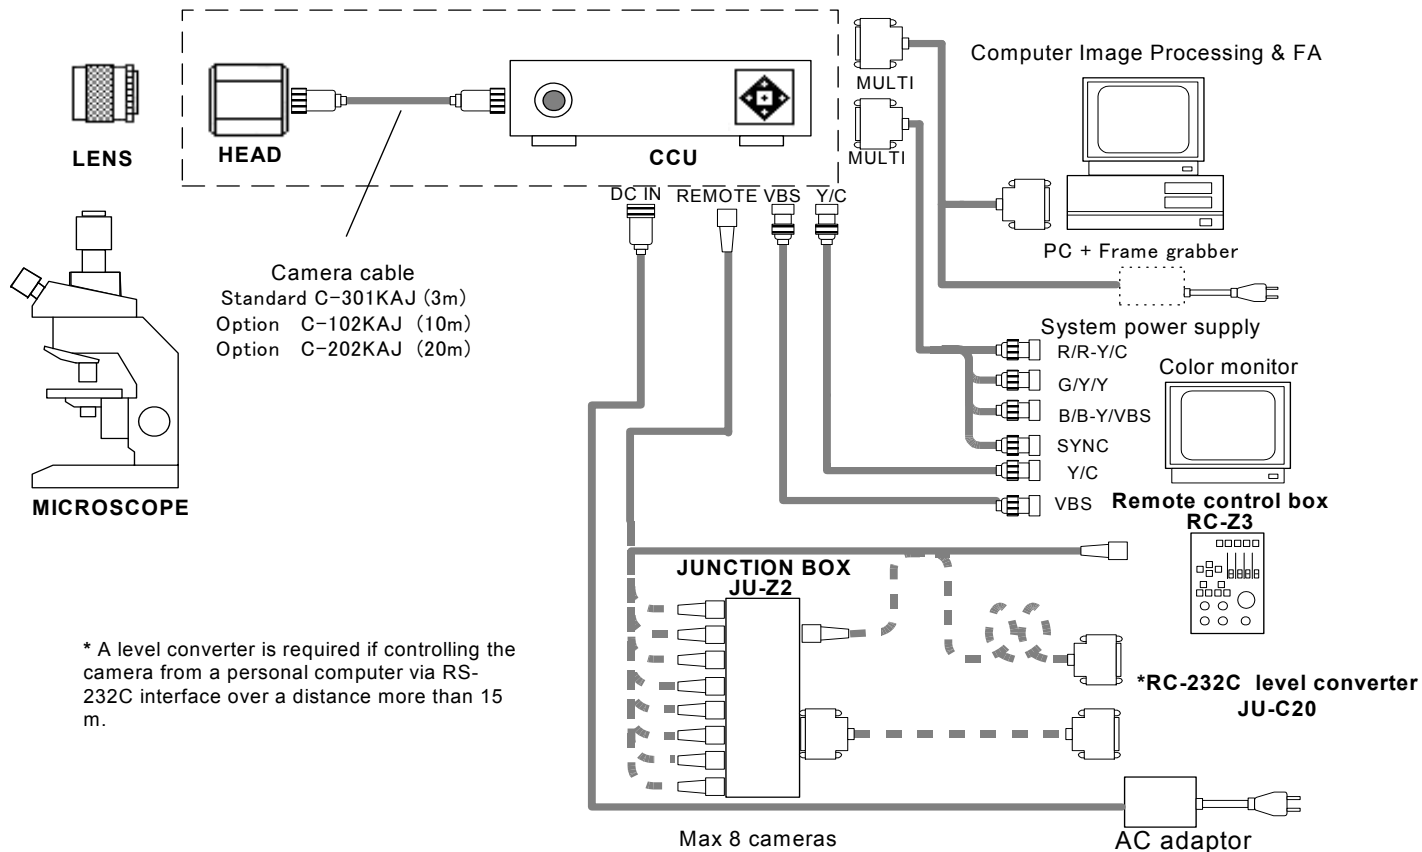 MULTI
Computer Image Processing & FA
LENS
HEAD
CCU
MULTI
DC IN
REMOTE
VBS
Y/C
PC + Frame grabber
Camera cable
Standard C-301KAJ (3m)
Option C-102KAJ (10m)
Option C-202KAJ (20m)
System power supply
R/R-Y/C
G/Y/Y
B/B-Y/VBS
SYNC
Y/C
VBS
Color monitor
MICROSCOPE
Remote control box
RC-Z3
JUNCTION BOX
JU-Z2
* A level converter is required if controlling the
camera from a personal computer via RS-
232C interface over a distance more than 15
m.
*RC-232C level converter
JU-C20
Max 8 cameras
AC adaptor